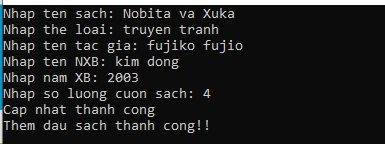 Nhap ten sach: Nobita va Xuka
Nhap the loai: truyen tranh
Nhap ten tac gia: fujiko fujio
Nhap ten NXB: kim dong
Nhap nam XB: 2003
Nhap so luong cuon sach: 4
Cap nhat thanh cong
Them dau sach thanh cong!!